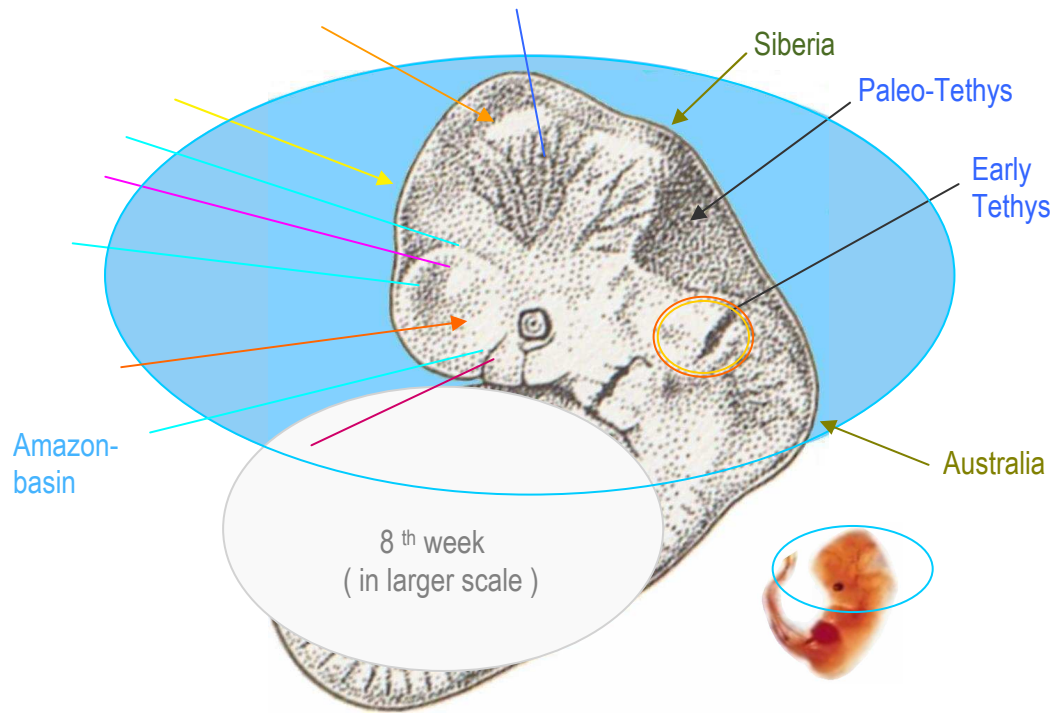 Siberia
Paleo-Tethys
Early
Tethys
Amazon-
basin
Australia
8 th week
( in larger scale )